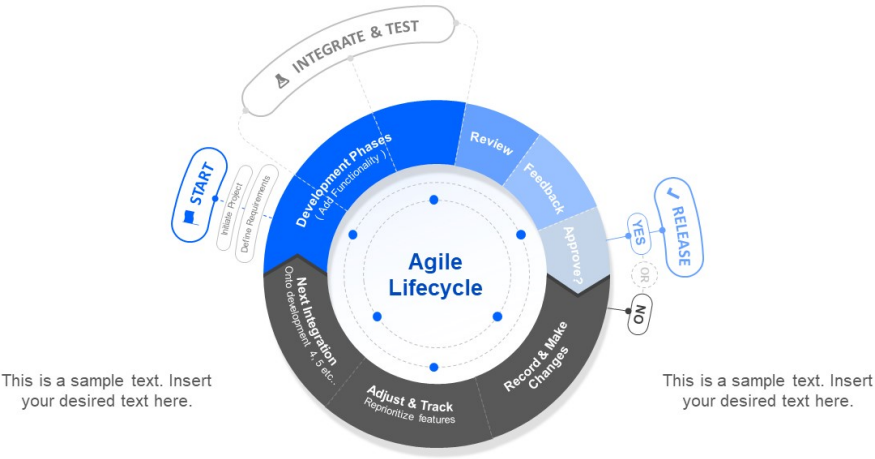 INTEGRATE & TEST
START
Initiate Project
Define Requirements
Development Phases
( Add Functionality )
Review
Feedback
Approve?
YES
OR
NO
RELEASE
Agile
Lifecycle
Record & Make
Changes
Adjust & Track
Reprioritize features
Next Integration
Onto development 4, 5 etc..,
This is a sample text. Insert
your desired text here.
This is a sample text. Insert
your desired text here.